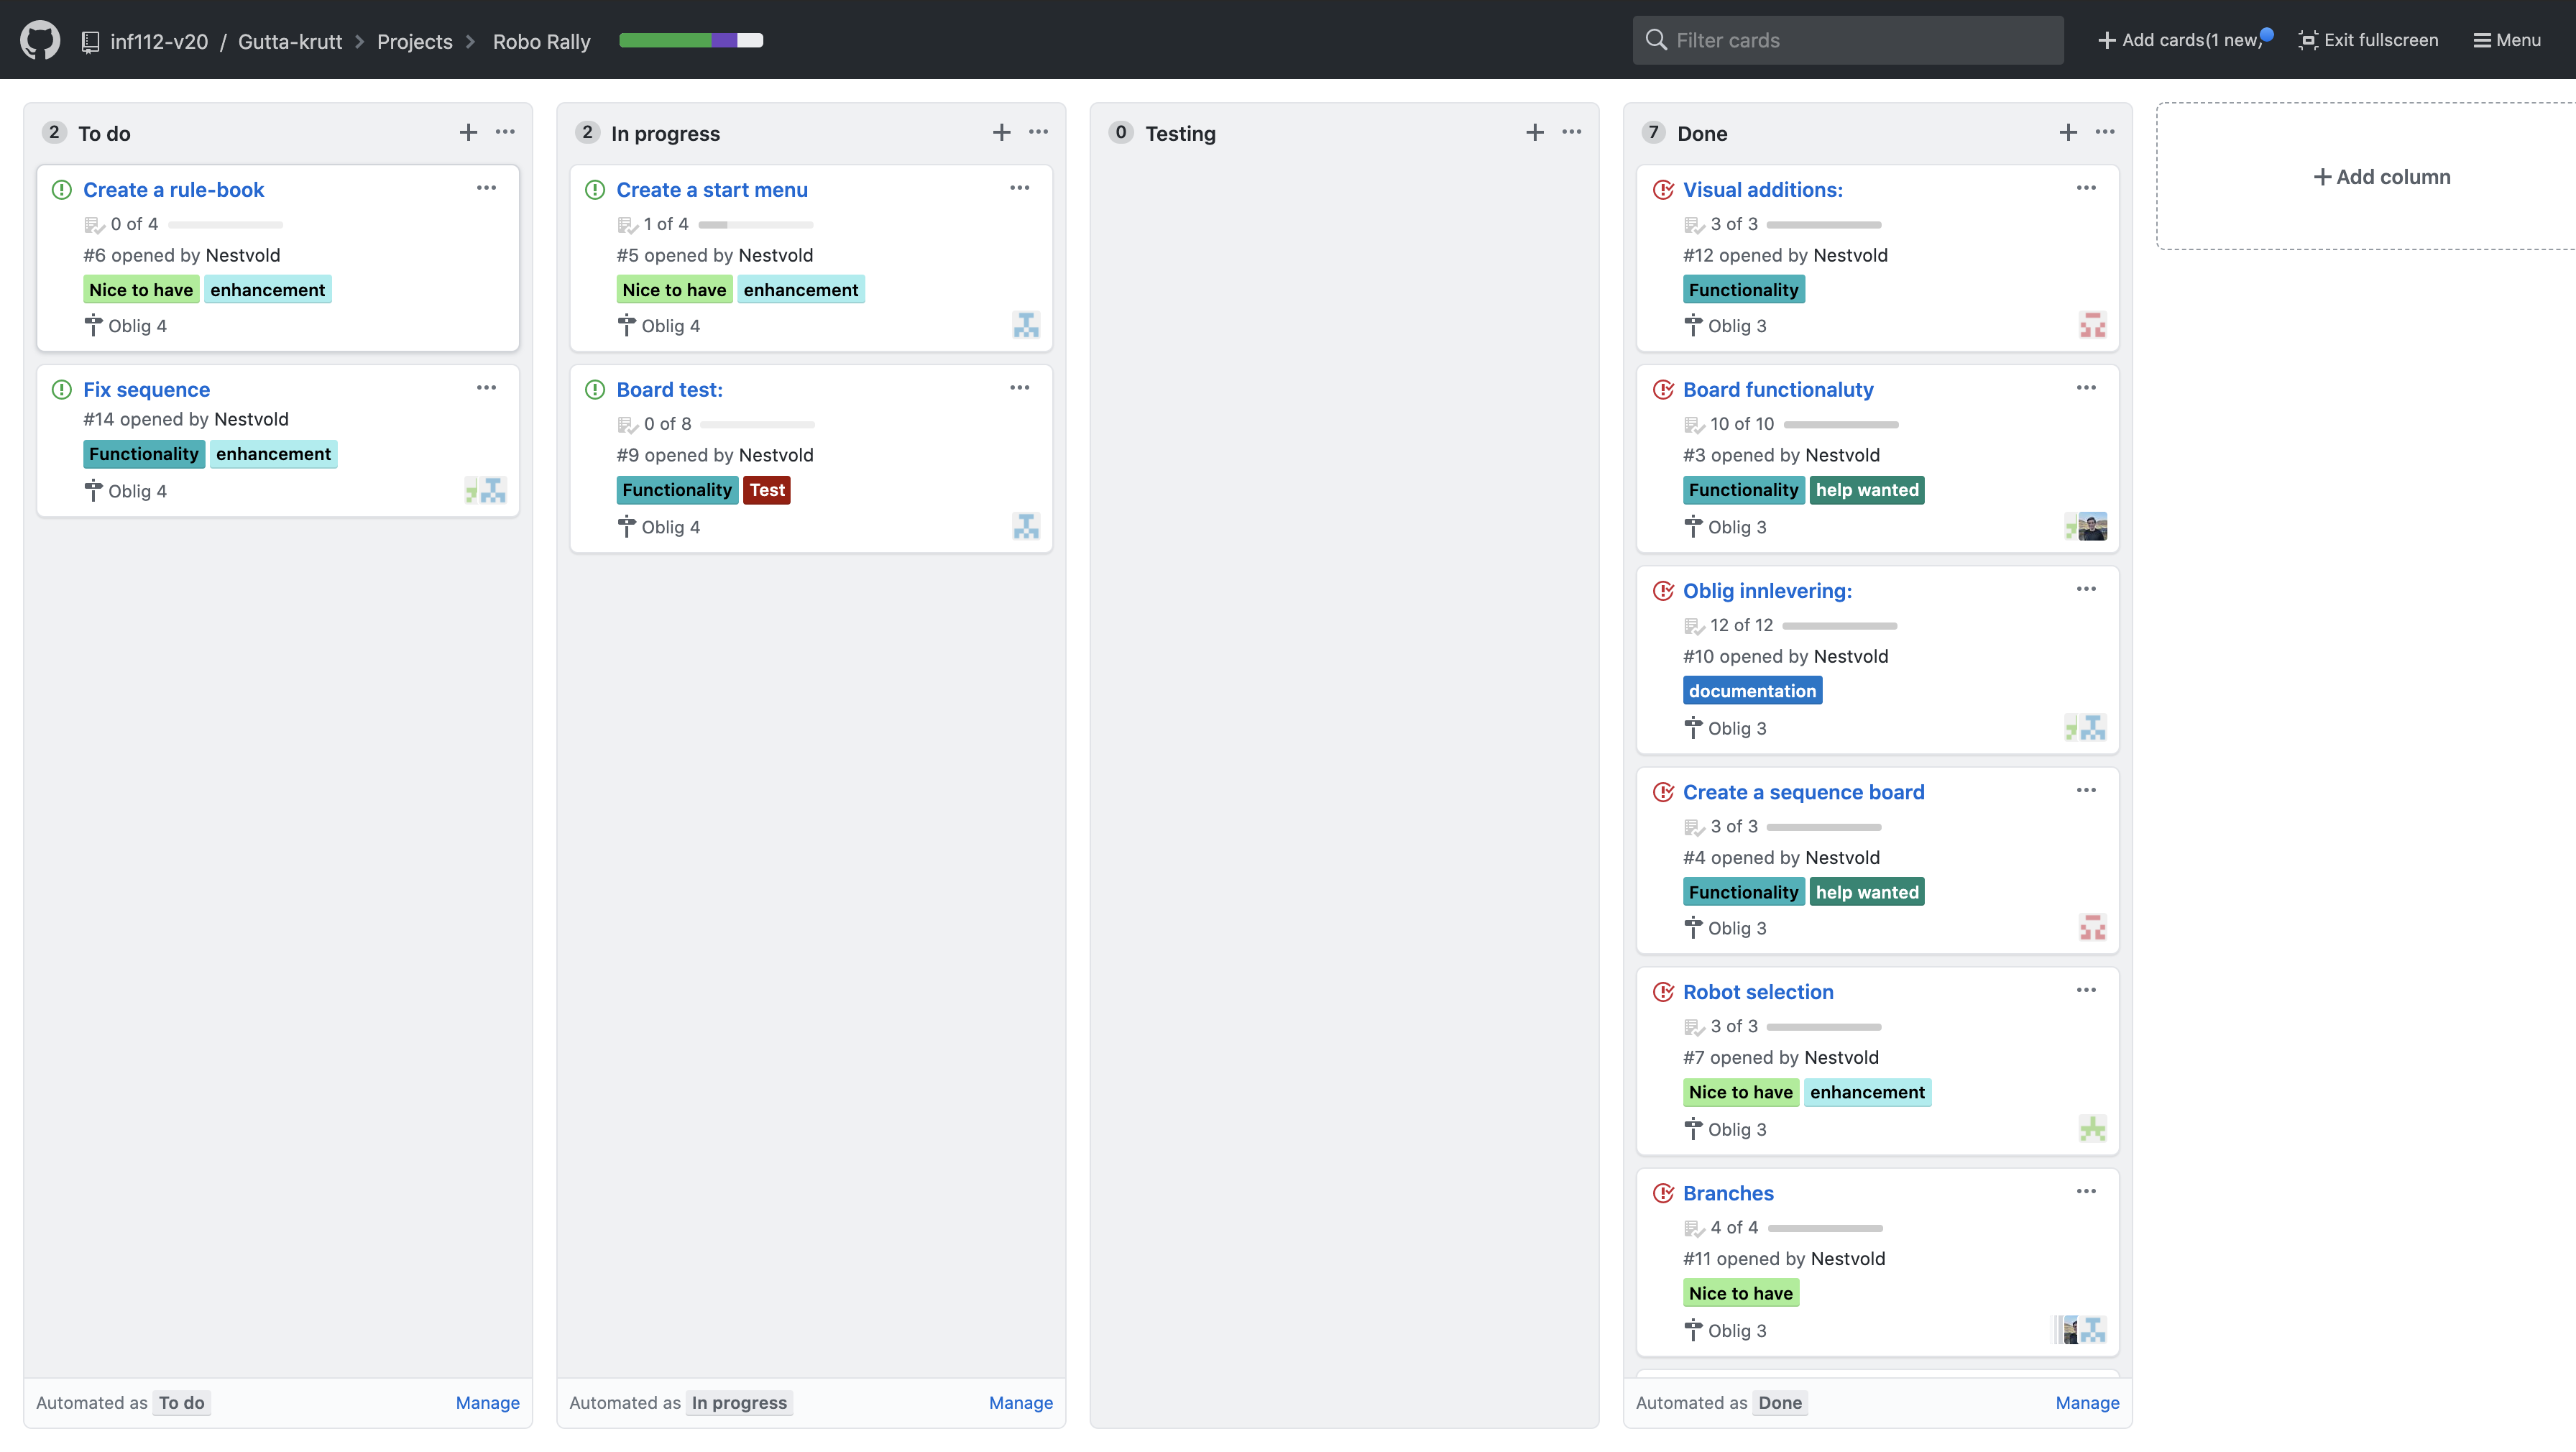 inf112-v20 / Gutta-krutt > Projects > Robo Rally
Filter cards
Add cards(1 new)
Exit fullscreen
Menu
2 To do
Create a rule-book
0 of 4
#6 opened by Nestvold
Nice to have enhancement
Oblig 4
Fix sequence
#14 opened by Nestvold
Functionality enhancement
Oblig 4
Automated as To do
Manage
2 In progress
Create a start menu
1 of 4
#5 opened by Nestvold
Nice to have enhancement
Oblig 4
Board test:
0 of 8
#9 opened by Nestvold
Functionality Test
Oblig 4
Automated as In progress
Manage
0 Testing
7 Done
Visual additions:
3 of 3
#12 opened by Nestvold
Functionality
Oblig 3
Board functionaluty
10 of 10
#3 opened by Nestvold
Functionality help wanted
Oblig 3
Oblig innlevering:
12 of 12
#10 opened by Nestvold
documentation
Oblig 3
Create a sequence board
3 of 3
#4 opened by Nestvold
Functionality help wanted
Oblig 3
Robot selection
3 of 3
#7 opened by Nestvold
Nice to have enhancement
Oblig 3
Branches
4 of 4
#11 opened by Nestvold
Nice to have
Oblig 3
Automated as Done
Manage
Add column